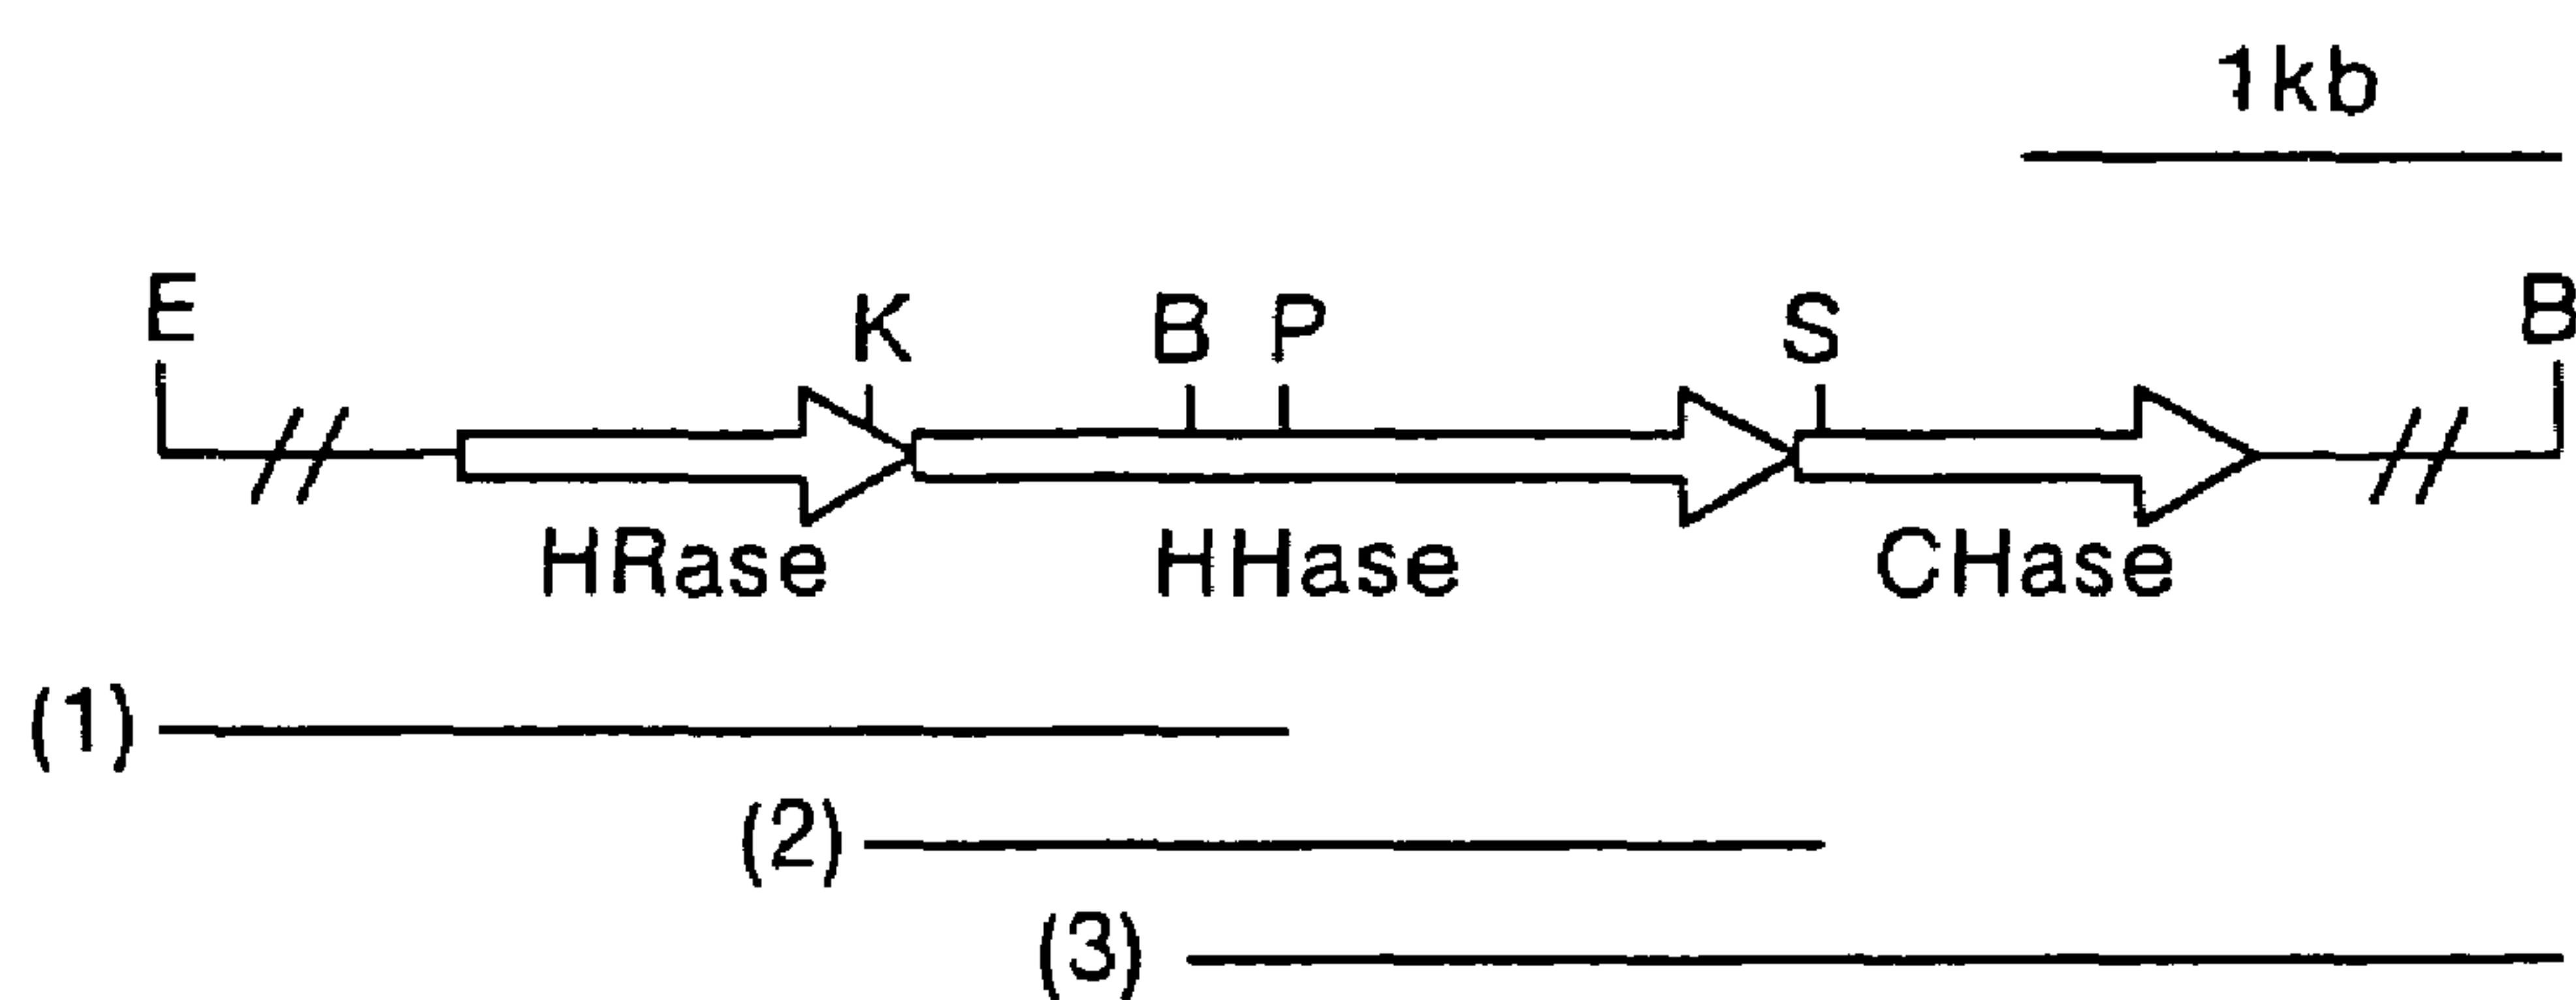 1kb
E K B P S B
HRase HHase CHase
(1)
(2)
(3)